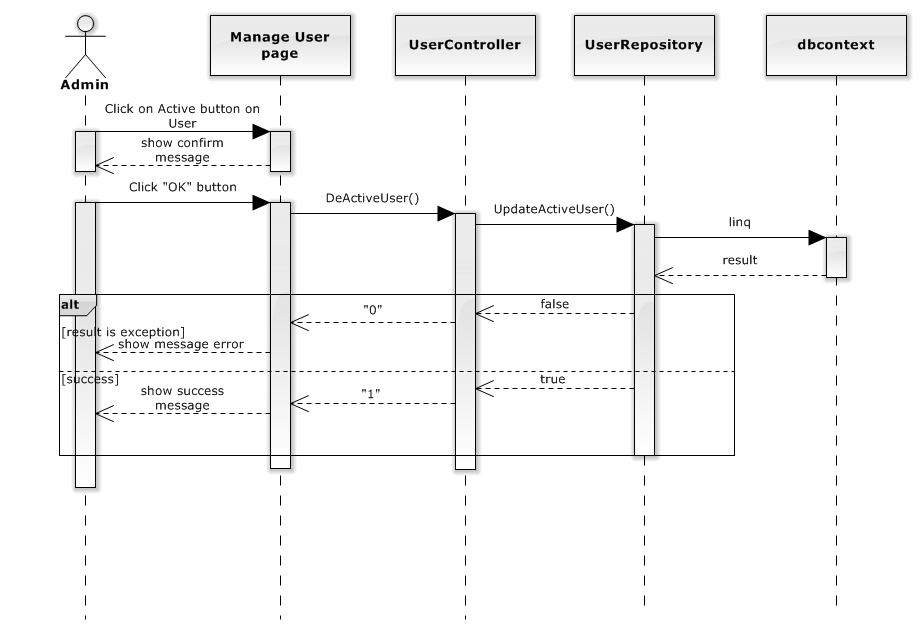 Manage User
page
UserController
UserRepository
dbcontext
Admin
Click on Active button on
User
show confirm
message
Click "OK" button
DeActiveUser()
UpdateActiveUser()
linq
result
alt
false
"0"
[result is exception]
show message error
[success]
true
show success
message
"1"